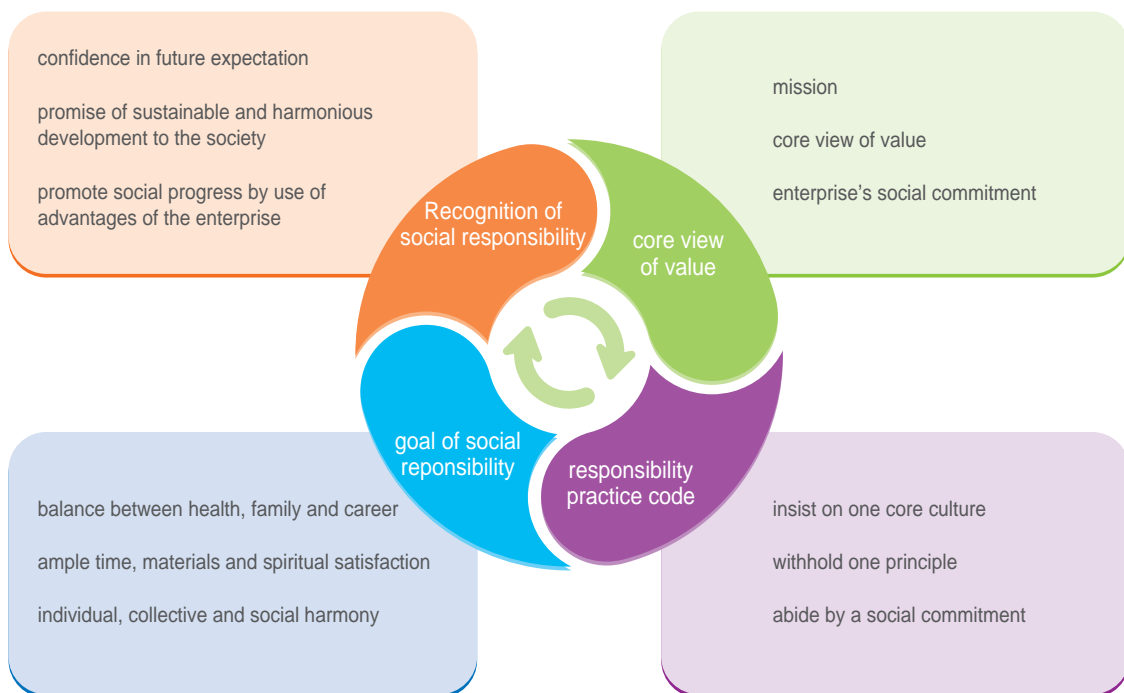 confidence in future expectation
promise of sustainable and harmonious
development to the society
promote social progress by use of
advantages of the enterprise
mission
core view of value
enterprise's social commitment
Recognition of
social responsibility
core view
of value
goal of social
reponsibility
responsibility
practice code
balance between health, family and career
ample time, materials and spiritual satisfaction
individual, collective and social harmony
insist on one core culture
withhold one principle
abide by a social commitment